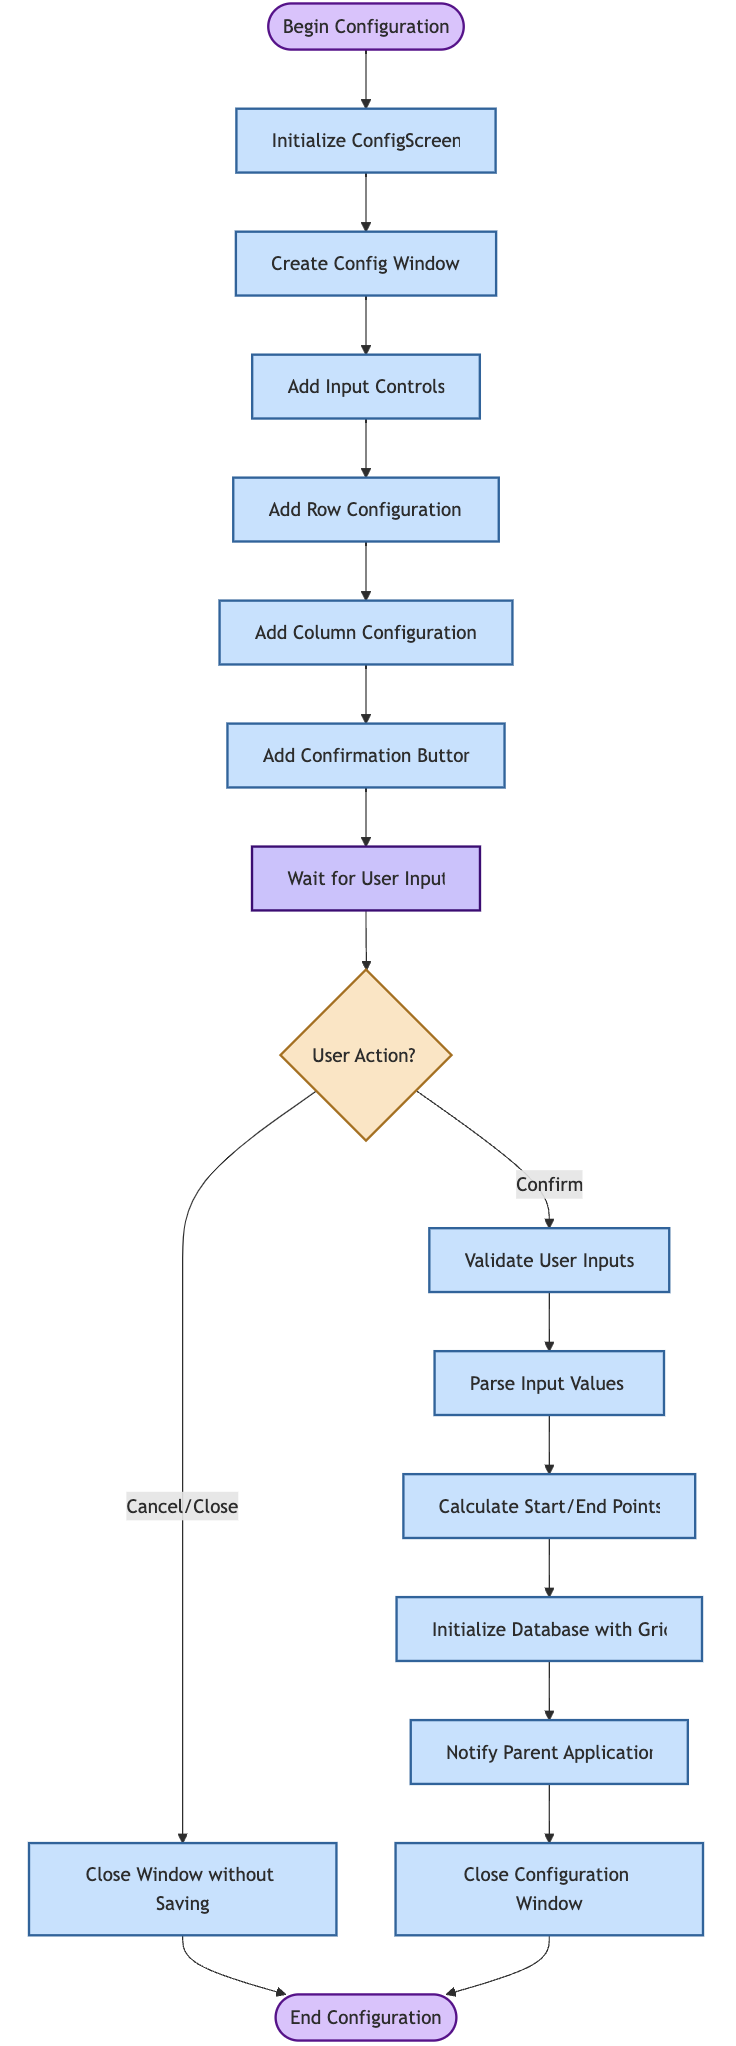 Begin Configuration
Initialize ConfigScreen
Create Config Window
Add Input Controls
Add Row Configuration
Add Column Configuration
Add Confirmation Button
Wait for User Input
User Action?
Confirm
Validate User Inputs
Parse Input Values
Calculate Start/End Points
Cancel/Close
Initialize Database with Grid
Notify Parent Application
Close Window without
Saving
Close Configuration
Window
End Configuration